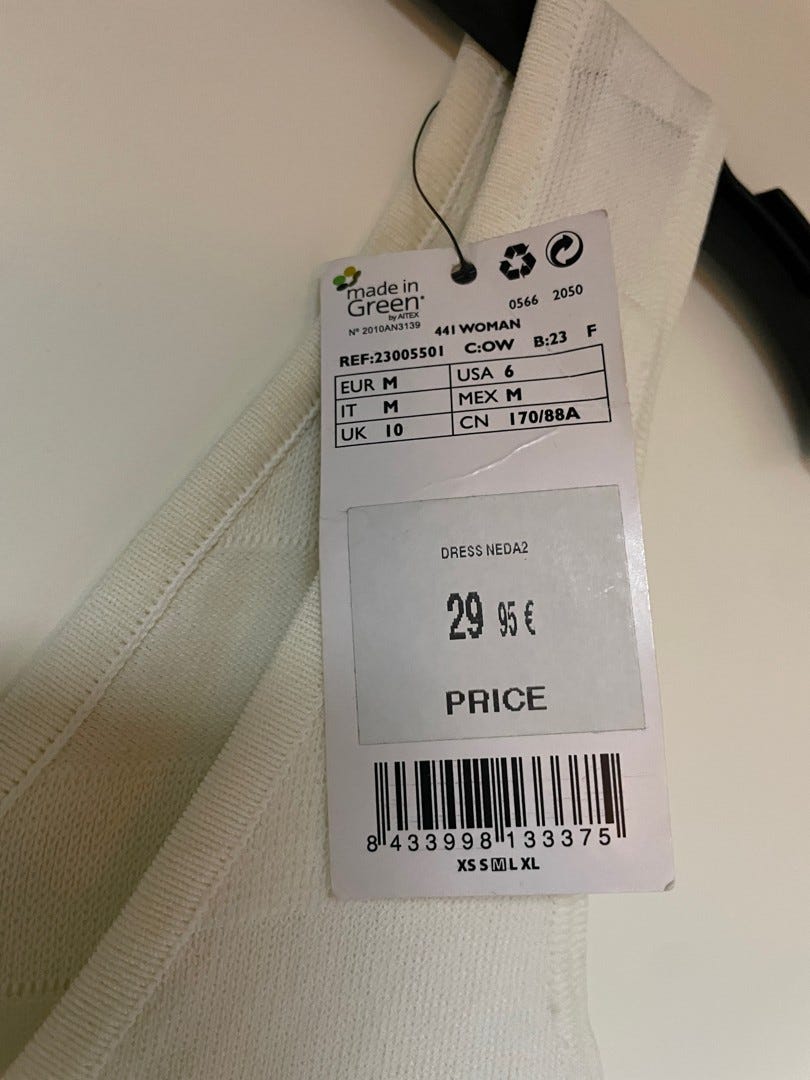 made in
Green®
by AITEX
Nº 2010AN3139
0566 2050
441 WOMAN
REF:23005501 C:OW B:23 F
EUR M USA 6
IT M MEX M
UK 10 CN 170/88A
DRESS NEDA2
29 95 €
PRICE
8 433998 133375
XS S M L XL